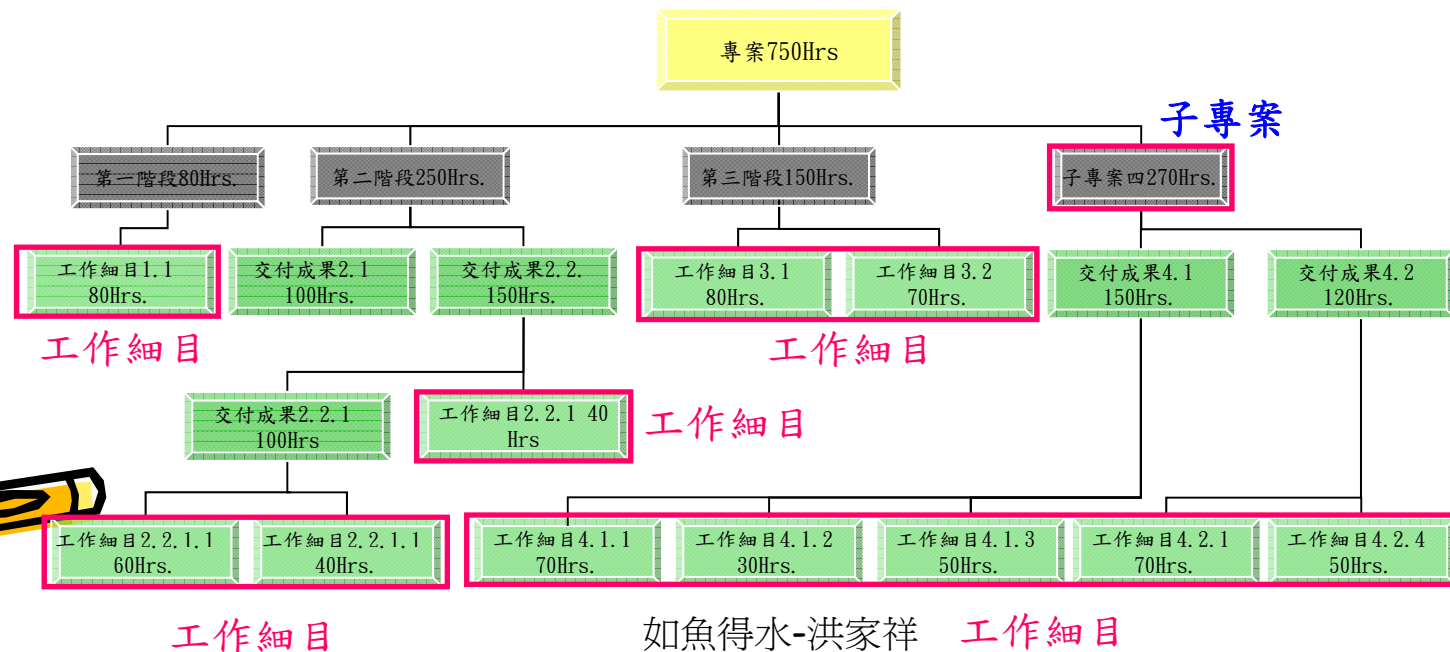 專案750Hrs
子專案
第一階段80Hrs.
第二階段250Hrs.
第三階段150Hrs.
子專案四270Hrs.
工作細目1.1
80Hrs.
交付成果2.1
100Hrs.
交付成果2.2.
150Hrs.
工作細目3.1
80Hrs.
工作細目3.2
70Hrs.
交付成果4.1
150Hrs.
交付成果4.2
120Hrs.
工作細目
工作細目
交付成果2.2.1
100Hrs
工作細目2.2.1 40
Hrs
工作細目
工作細目2.2.1.1
60Hrs.
工作細目2.2.1.1
40Hrs.
工作細目4.1.1
70Hrs.
工作細目4.1.2
30Hrs.
工作細目4.1.3
50Hrs.
工作細目4.2.1
70Hrs.
工作細目4.2.4
50Hrs.
工作細目
如魚得水-洪家祥
工作細目